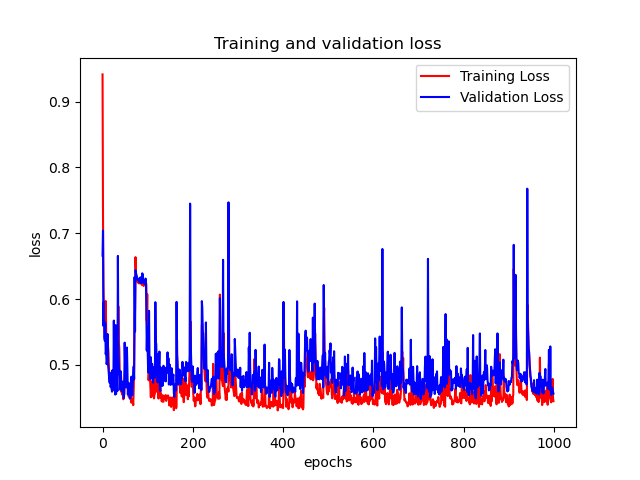 Training and validation loss
Training Loss
Validation Loss
0.9
0.8
0.7
0.6
0.5
loss
0
200
400
600
800
1000
epochs